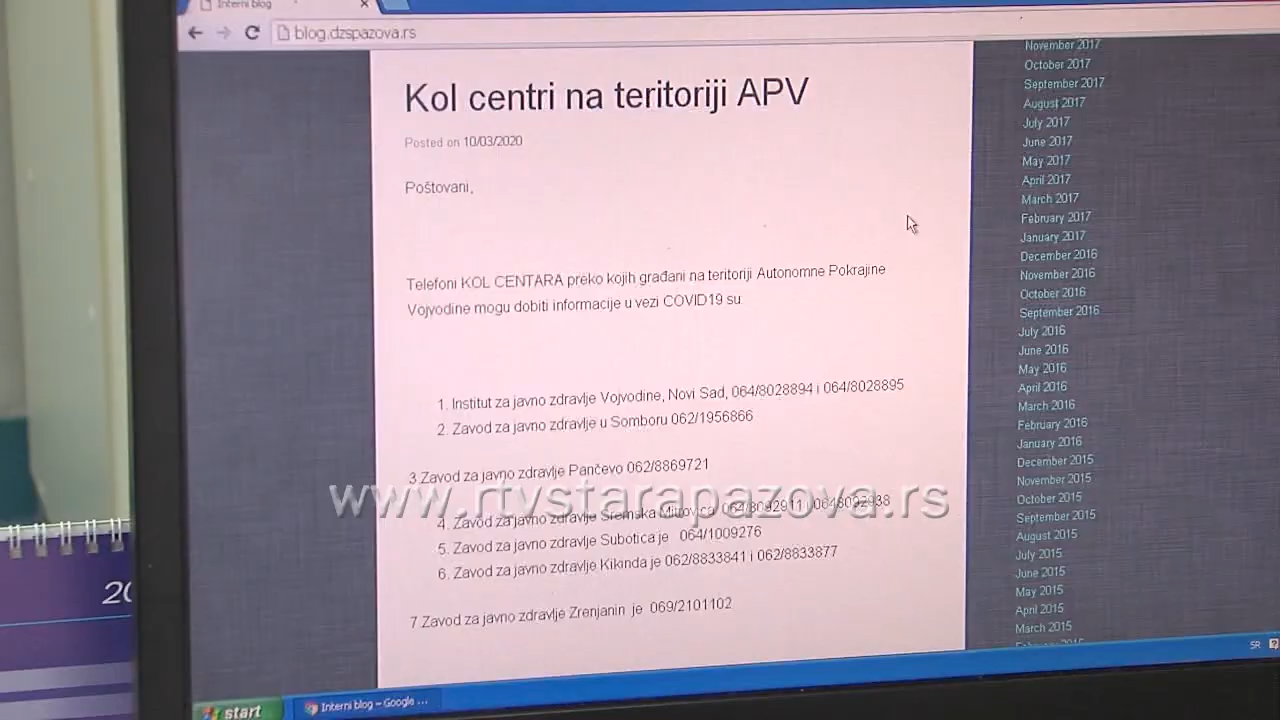 Interni blog
blog.dzspazova.rs
Kol centri na teritoriji APV
Posted on 10/03/2020
Poštovani,
Telefoni KOL CENTARA preko kojih građani na teritoriji Autonomne Pokrajine
Vojvodine mogu dobiti informacije u vezi COVID19 su:
1. Institut za javno zdravlje Vojvodine, Novi Sad, 064/8028894 i 064/8028895
2. Zavod za javno zdravlje u Somboru 062/1956866
3.Zavod za javno zdravlje Pančevo 062/8869721
4. Zavod za javno zdravlje Sremska Mitrovica 064/8092911 i 0648092938
5. Zavod za javno zdravlje Subotica je 064/1009276
6. Zavod za javno zdravlje Kikinda je 062/8833841 i 062/8833877
7 Zavod za javno zdravlje Zrenjanin je 069/2101102
www.rtvstarapazova.rs
November 2017
October 2017
September 2017
August 2017
July 2017
June 2017
May 2017
April 2017
March 2017
February 2017
January 2017
December 2016
November 2016
October 2016
September 2016
July 2016
June 2016
May 2016
April 2016
March 2016
February 2016
January 2016
December 2015
November 2015
October 2015
September 2015
August 2015
July 2015
June 2015
May 2015
April 2015
March 2015
February 2015
SR
start
Interni blog – Google ...
20